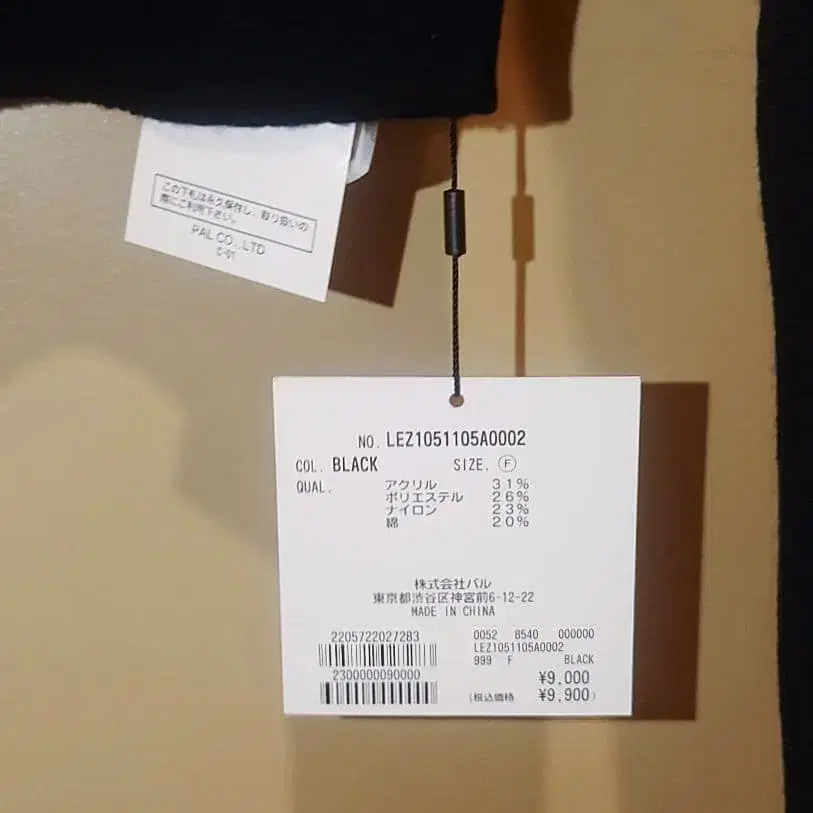 この下げ札は永久保存し、取り扱いの
際にご利用下さい。
PAL CO.,LTD
C-01
NO. LEZ1051105A0002
COL. BLACK SIZE. Ⓕ
QUAL. アクリル 31%
ポリエステル 26%
ナイロン 23%
綿 20%
株式会社パル
東京都渋谷区神宮前6-12-22
MADE IN CHINA
2205722027283
2300000090000
0052 8540 000000
LEZ1051105A0002
999 F BLACK
¥9,000
(税込価格 ¥9,900)